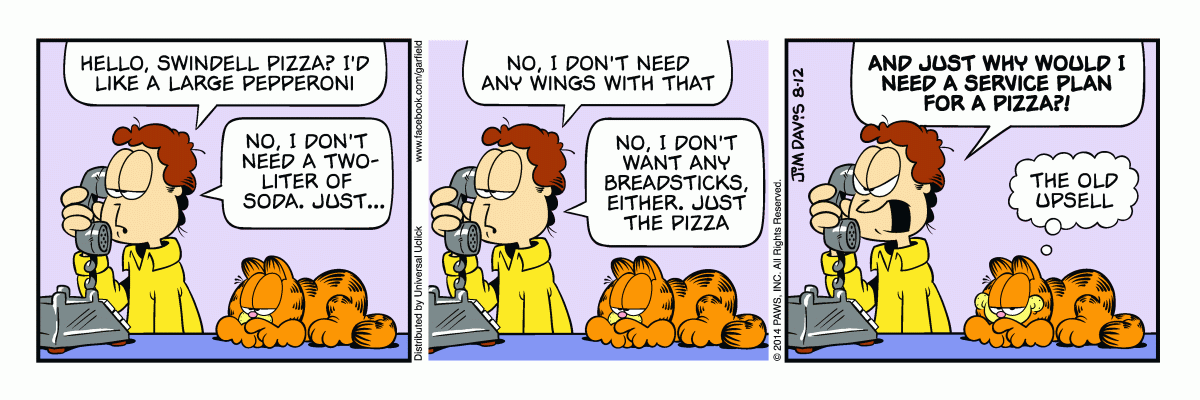 HELLO, SWINDELL PIZZA? I'D
LIKE A LARGE PEPPERONI
NO, I DON'T
NEED A TWO-
LITER OF
SODA. JUST...
www.facebook.com/garfield
Distributed by Universal Uclick
NO, I DON'T NEED
ANY WINGS WITH THAT
NO, I DON'T
WANT ANY
BREADSTICKS,
EITHER. JUST
THE PIZZA
© 2014 PAWS, INC. All Rights Reserved.
JIM DAVIS 8-12
AND JUST WHY WOULD I
NEED A SERVICE PLAN
FOR A PIZZA?!
THE OLD
UPSELL